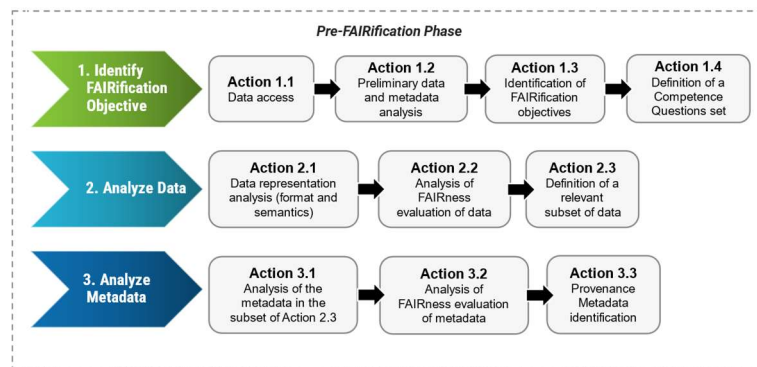 Pre-FAIRification Phase
1. Identify
FAIRification
Objective
Action 1.1
Data access
Action 1.2
Preliminary data
and metadata
analysis
Action 1.3
Identification of
FAIRification
objectives
Action 1.4
Definition of a
Competence
Questions set
2. Analyze Data
Action 2.1
Data representation
analysis (format and
semantics)
Action 2.2
Analysis of
FAIRness
evaluation of data
Action 2.3
Definition of a
relevant
subset of data
3. Analyze
Metadata
Action 3.1
Analysis of the
metadata in the
subset of Action 2.3
Action 3.2
Analysis of
FAIRness evaluation
of metadata
Action 3.3
Provenance
Metadata
identification